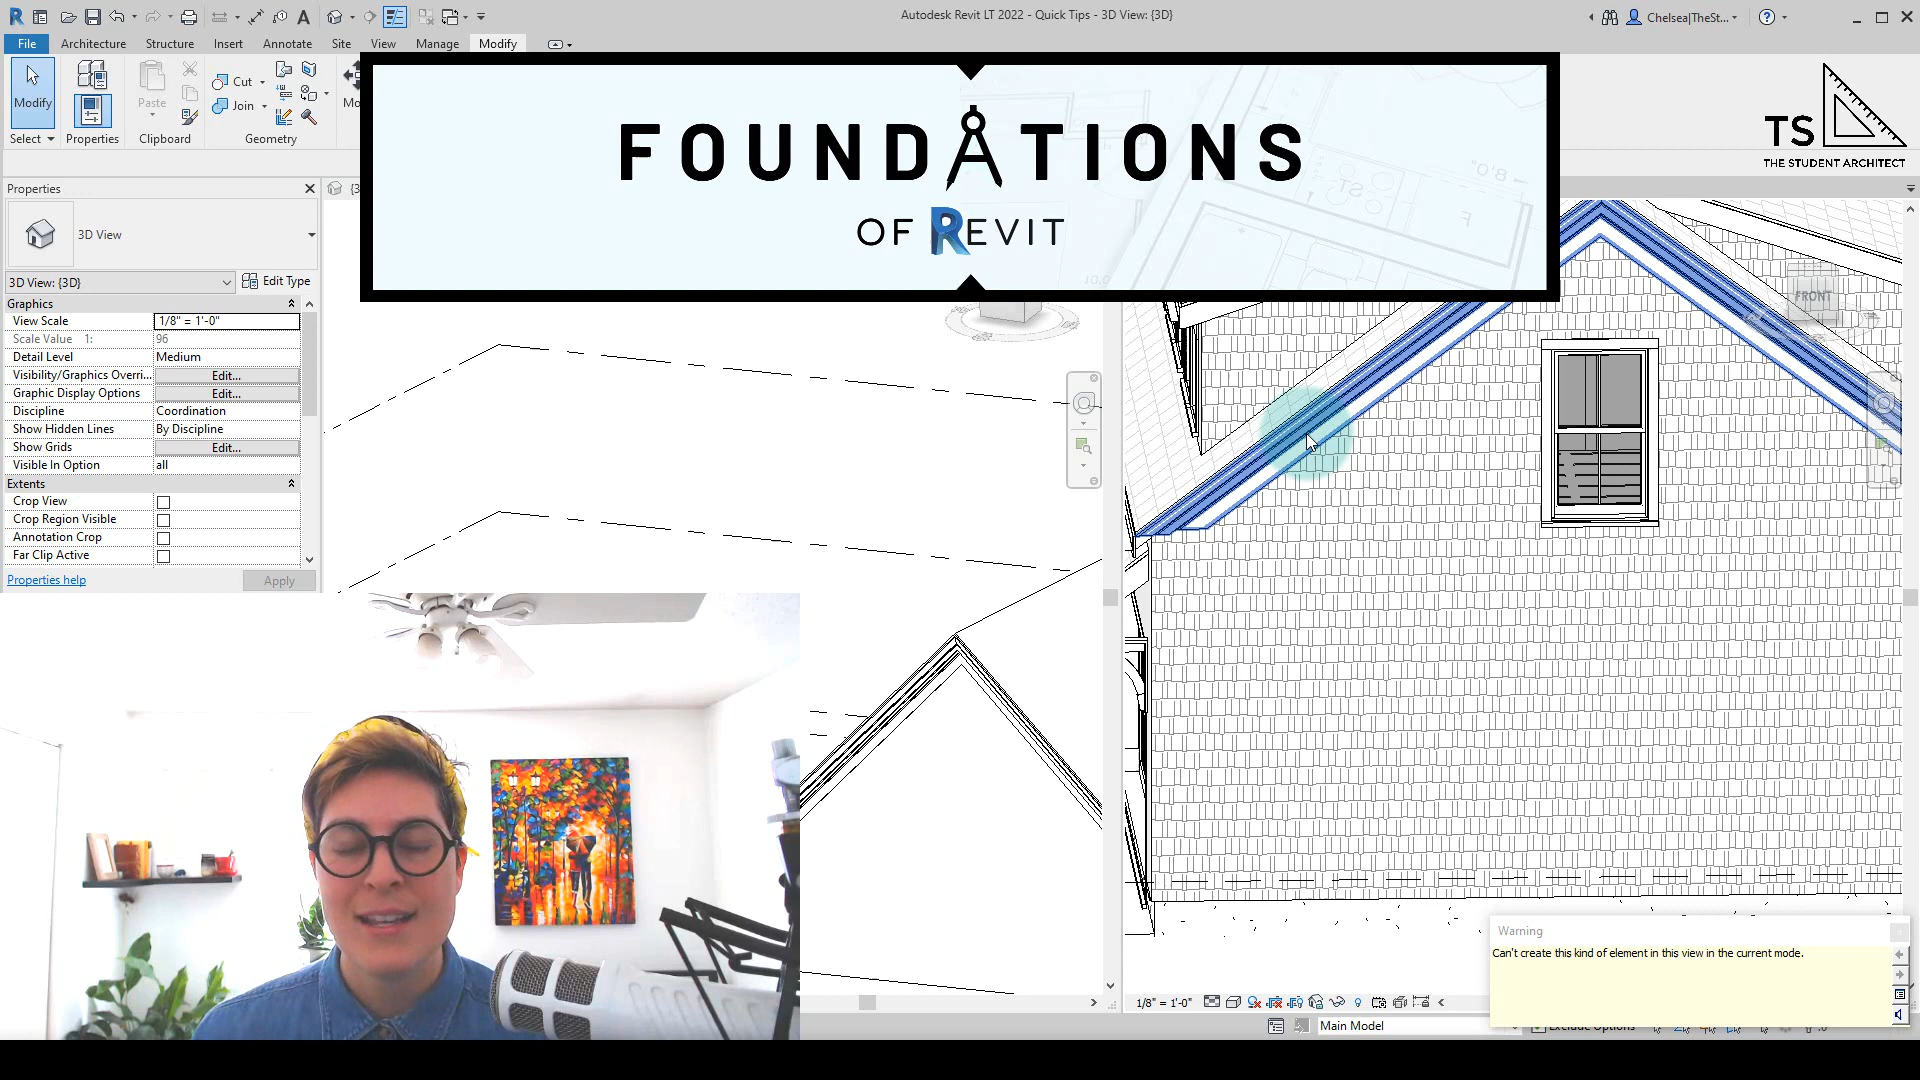 Autodesk Revit LT 2022 - Quick Tips - 3D View: {3D}
Chelsea|TheSt...
File
Architecture
Structure
Insert
Annotate
Site
View
Manage
Modify
Modify
Paste
Cut
Join
Mo
Select
Properties
Clipboard
Geometry
FOUNDATIONS
OF REVIT
TS
THE STUDENT ARCHITECT
Properties
3D View
3D View: {3D}
Edit Type
Graphics
View Scale 1/8" = 1'-0"
Scale Value 1: 96
Detail Level Medium
Visibility/Graphics Overri... Edit...
Graphic Display Options Edit...
Discipline Coordination
Show Hidden Lines By Discipline
Show Grids Edit...
Visible In Option all
Extents
Crop View
Crop Region Visible
Annotation Crop
Far Clip Active
Properties help
Apply
FRONT
Warning
Can't create this kind of element in this view in the current mode.
1/8" = 1'-0"
Main Model
Exclude Options